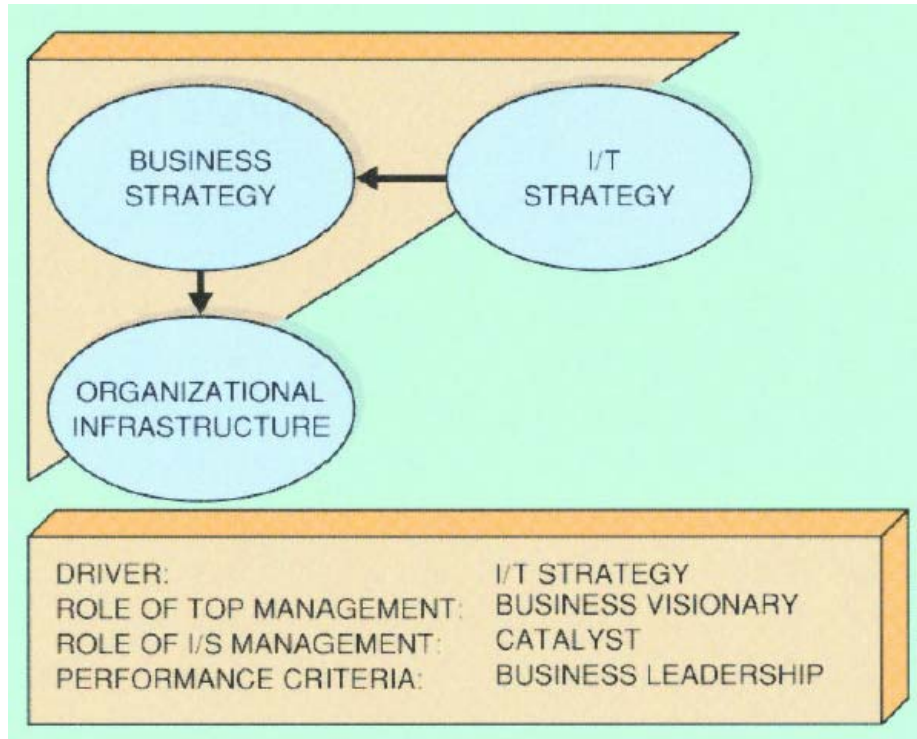 BUSINESS
STRATEGY
I/T
STRATEGY
ORGANIZATIONAL
INFRASTRUCTURE
DRIVER: I/T STRATEGY
ROLE OF TOP MANAGEMENT: BUSINESS VISIONARY
ROLE OF I/S MANAGEMENT: CATALYST
PERFORMANCE CRITERIA: BUSINESS LEADERSHIP